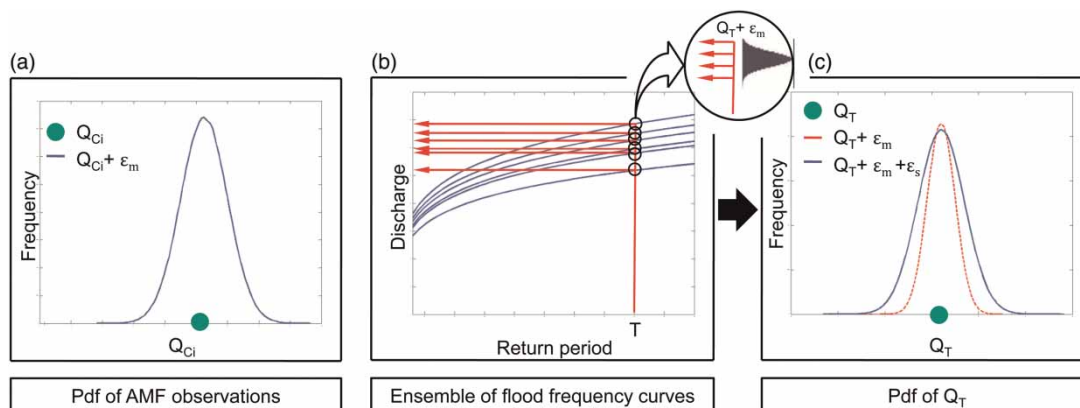 (a)
Q_Ci
Q_Ci + ε_m
Frequency
Q_Ci
Pdf of AMF observations
(b)
Q_T + ε_m
Discharge
T
Return period
Ensemble of flood frequency curves
(c)
Q_T
Q_T + ε_m
Q_T + ε_m + ε_s
Frequency
Q_T
Pdf of Q_T